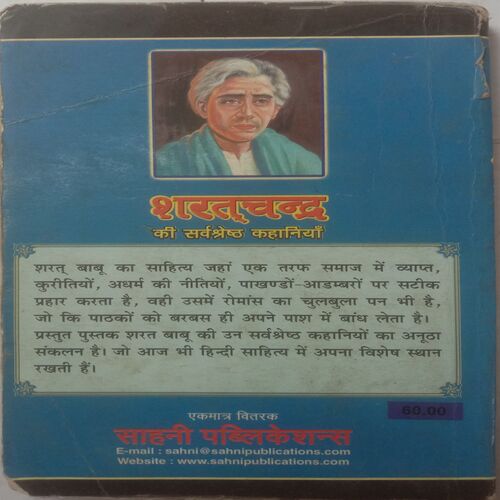 शरत्चन्द्र
की सर्वश्रेष्ठ कहानियाँ
शरत् बाबू का साहित्य जहां एक तरफ समाज में व्याप्त,
कुरीतियों, अधर्म की नीतियों, पाखण्डों-आडम्बरों पर सटीक
प्रहार करता है, वही उसमें रोमांस का चुलबुला पन भी है,
जो कि पाठकों को बरबस ही अपने पाश में बांध लेता है।
प्रस्तुत पुस्तक शरत बाबू की उन सर्वश्रेष्ठ कहानियों का अनूठा
संकलन है। जो आज भी हिन्दी साहित्य में अपना विशेष स्थान
रखती हैं।
एकमात्र वितरक
60.00
साहनी पब्लिकेशन्स
E-mail : sahni@sahnipublications.com
Website : www.sahnipublications.com